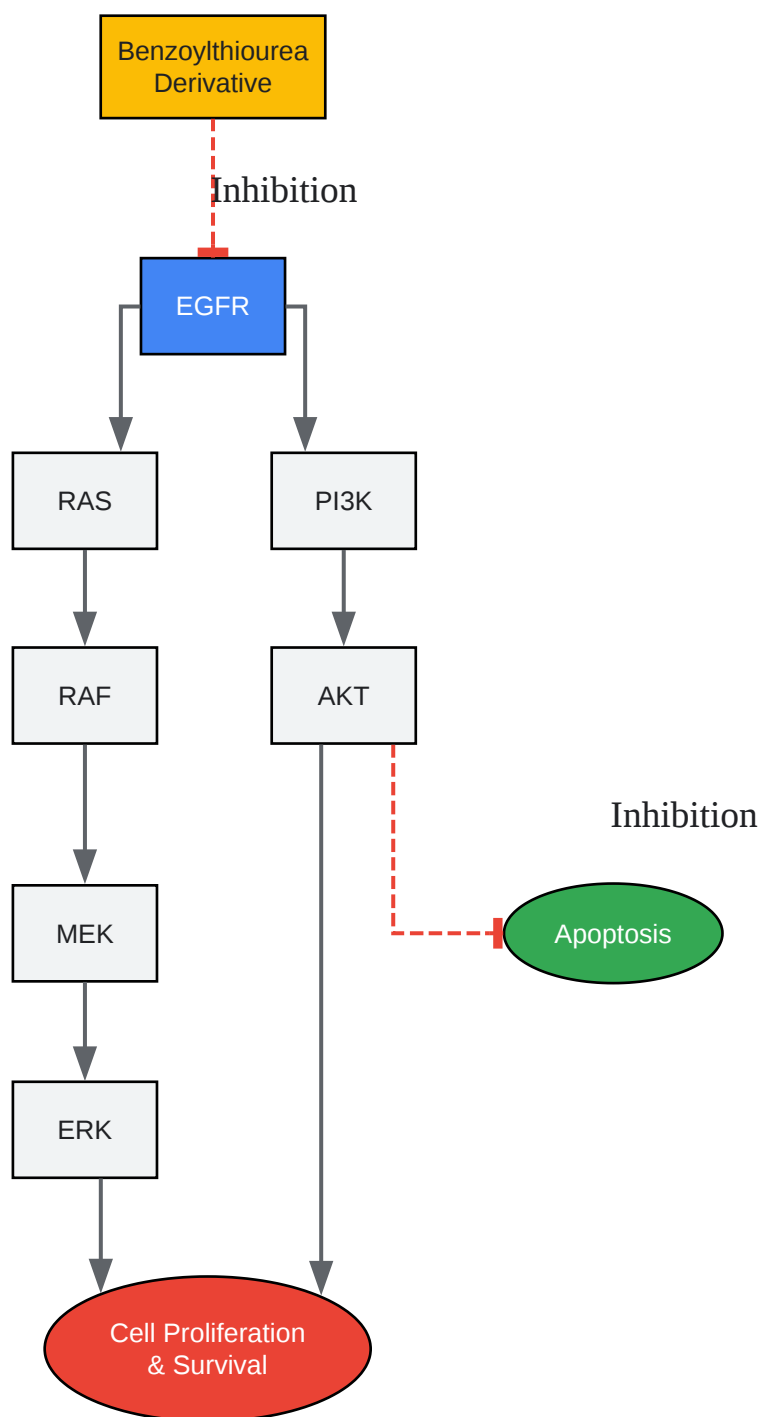 Benzoylthiourea
Derivative
Inhibition
EGFR
RAS
PI3K
RAF
AKT
Inhibition
MEK
Apoptosis
ERK
Cell Proliferation
& Survival